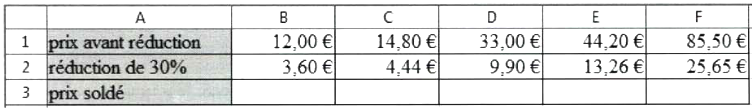 A B C D E F
1 prix avant réduction 12,00 € 14,80 € 33,00 € 44,20 € 85,50 €
2 réduction de 30% 3,60 € 4,44 € 9,90 € 13,26 € 25,65 €
3 prix soldé